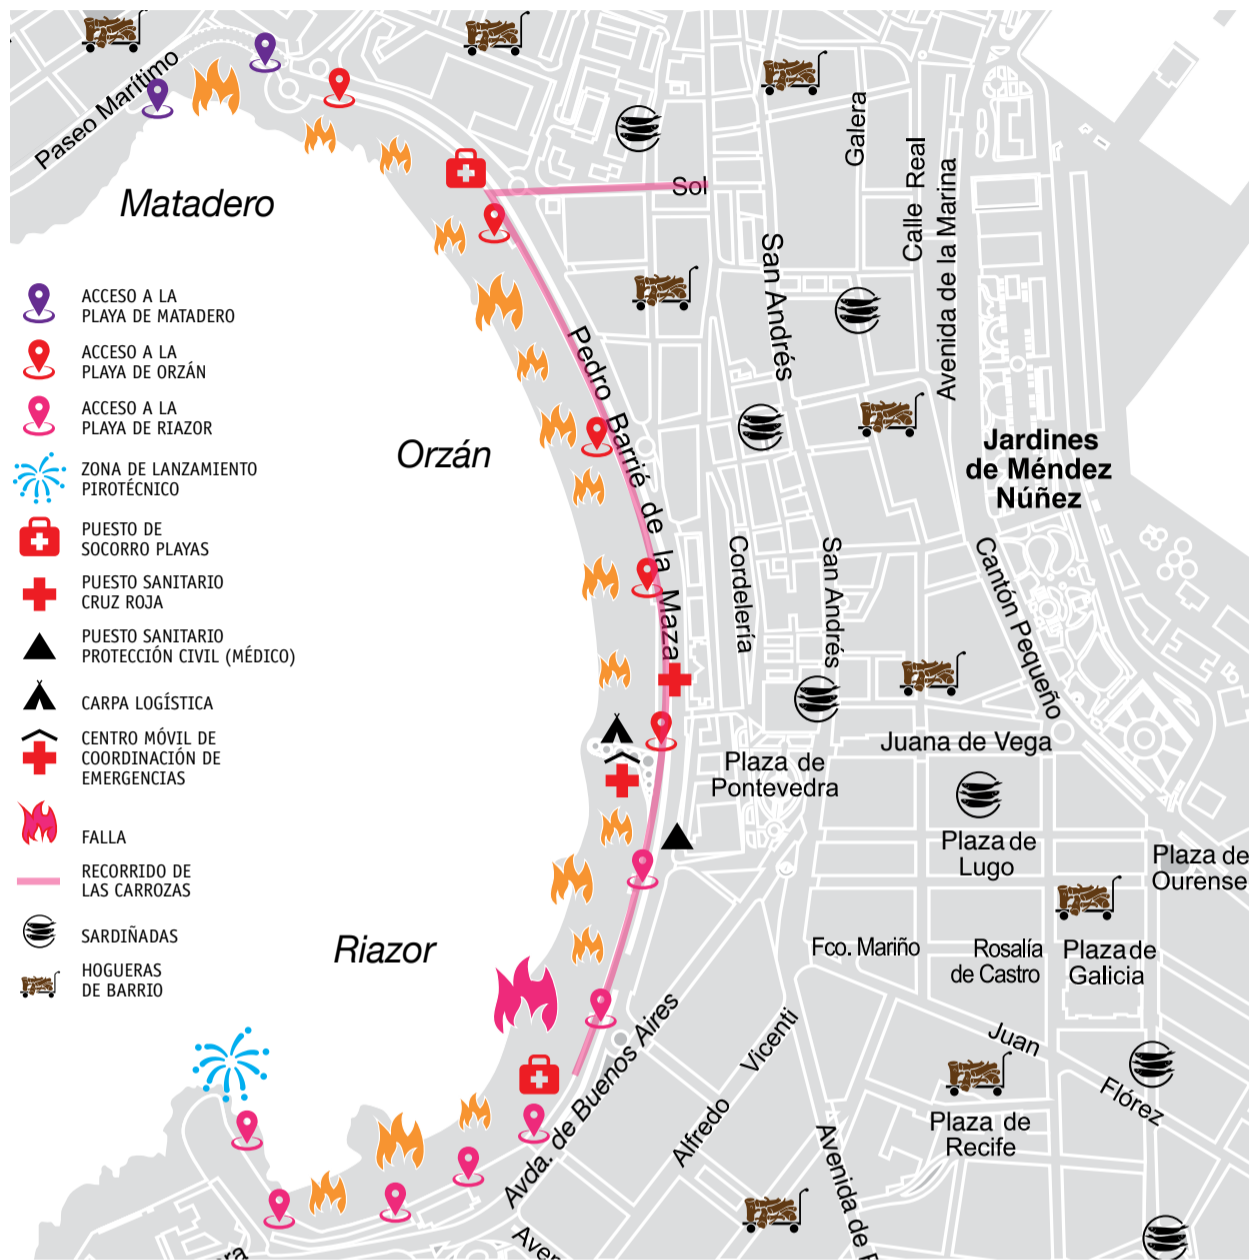 Paseo Marítimo
Matadero
Sol
Galera
Calle Real
Avenida de la Marina
San Andrés
ACCESO A LA
PLAYA DE MATADERO
ACCESO A LA
PLAYA DE ORZÁN
ACCESO A LA
PLAYA DE RIAZOR
ZONA DE LANZAMIENTO
PIROTÉCNICO
PUESTO DE
SOCORRO PLAYAS
PUESTO SANITARIO
CRUZ ROJA
PUESTO SANITARIO
PROTECCIÓN CIVIL (MÉDICO)
CARPA LOGÍSTICA
CENTRO MÓVIL DE
COORDINACIÓN DE
EMERGENCIAS
FALLA
RECORRIDO DE
LAS CARROZAS
SARDIÑADAS
HOGUERAS
DE BARRIO
Orzán
Pedro Barrié de la Maza
Jardines
de Méndez
Núñez
Cordelería
San Andrés
Cantón Pequeño
Juana de Vega
Plaza de
Pontevedra
Plaza de
Lugo
Plaza de
Ourense
Riazor
Fco. Mariño
Rosalía
de Castro
Plaza de
Galicia
Avda. de Buenos Aires
Alfredo Vicenti
Juan Flórez
Plaza de
Recife
Avenida de
Aven